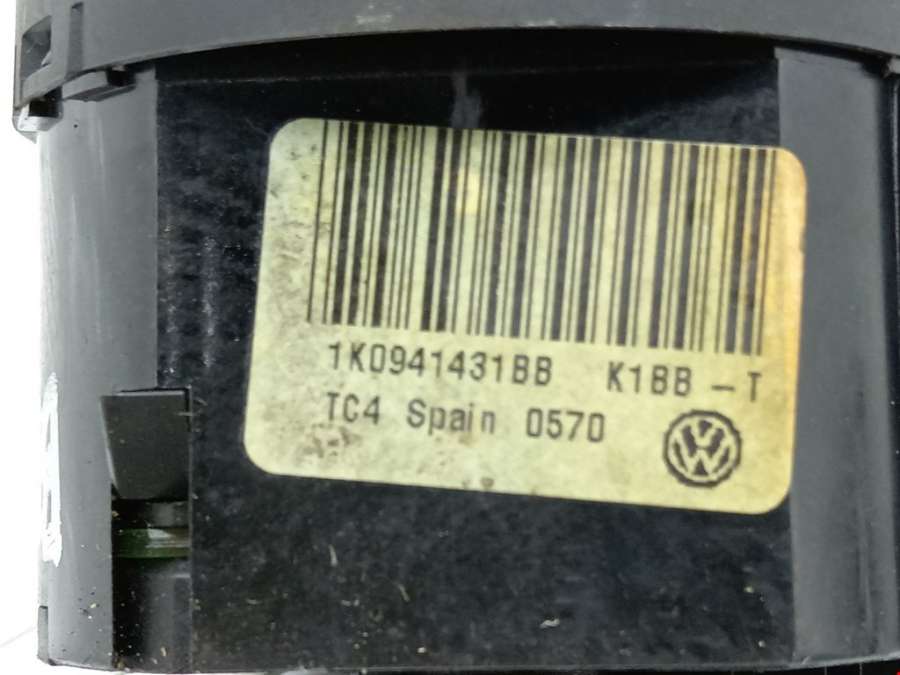 1K0941431BB K1BB - T
TC4 Spain 0570